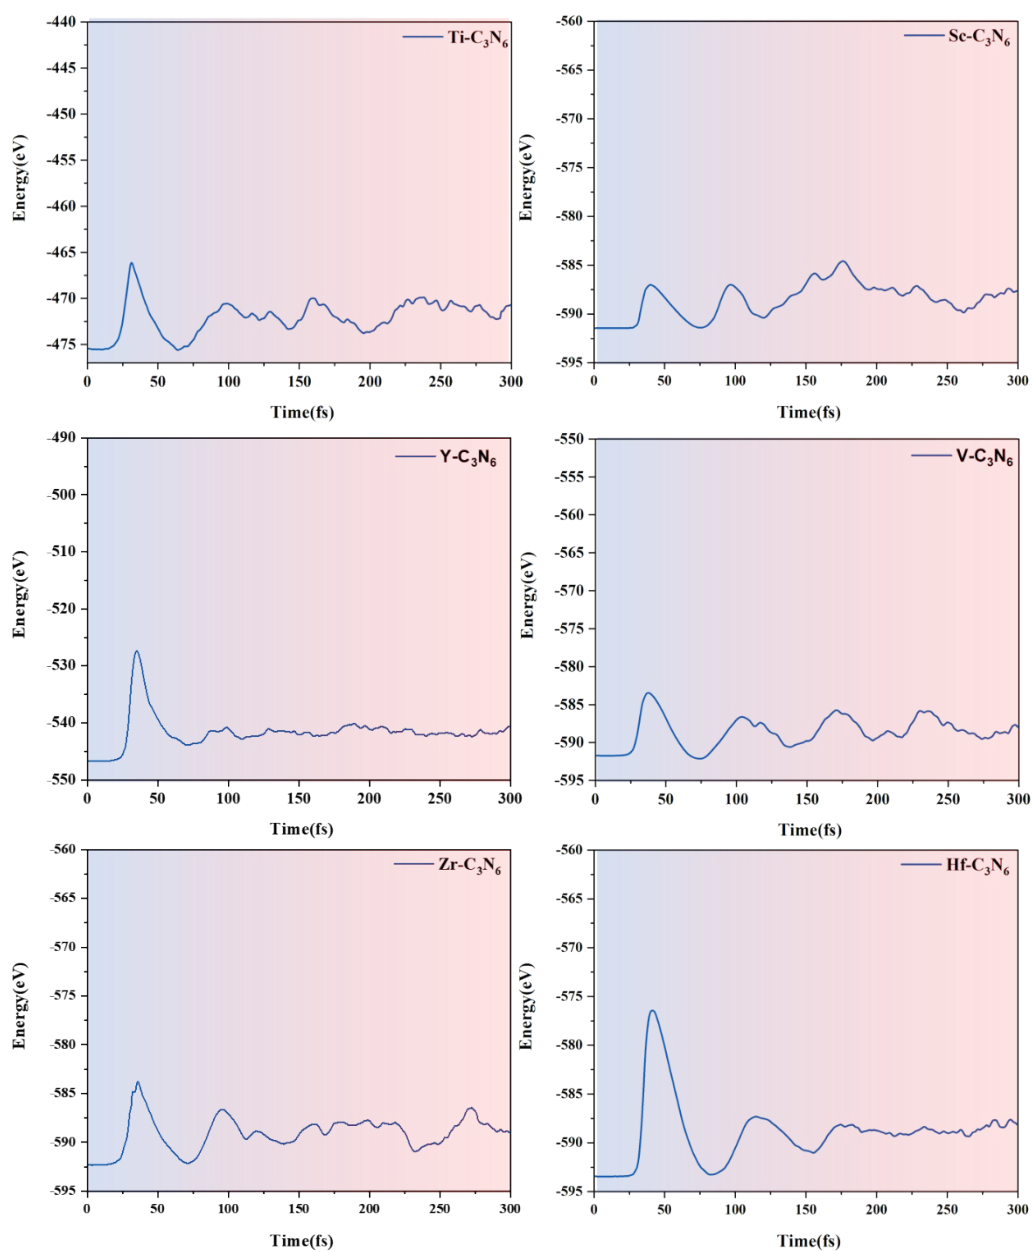 Ti-C₃N₆
Energy(eV)
-440
-445
-450
-455
-460
-465
-470
-475
0 50 100 150 200 250 300
Time(fs)
Sc-C₃N₆
Energy(eV)
-560
-565
-570
-575
-580
-585
-590
-595
0 50 100 150 200 250 300
Time(fs)
Y-C₃N₆
Energy(eV)
-490
-500
-510
-520
-530
-540
-550
0 50 100 150 200 250 300
Time(fs)
V-C₃N₆
Energy(eV)
-550
-555
-560
-565
-570
-575
-580
-585
-590
-595
0 50 100 150 200 250 300
Time(fs)
Zr-C₃N₆
Energy(eV)
-560
-565
-570
-575
-580
-585
-590
-595
0 50 100 150 200 250 300
Time(fs)
Hf-C₃N₆
Energy(eV)
-560
-565
-570
-575
-580
-585
-590
-595
0 50 100 150 200 250 300
Time(fs)